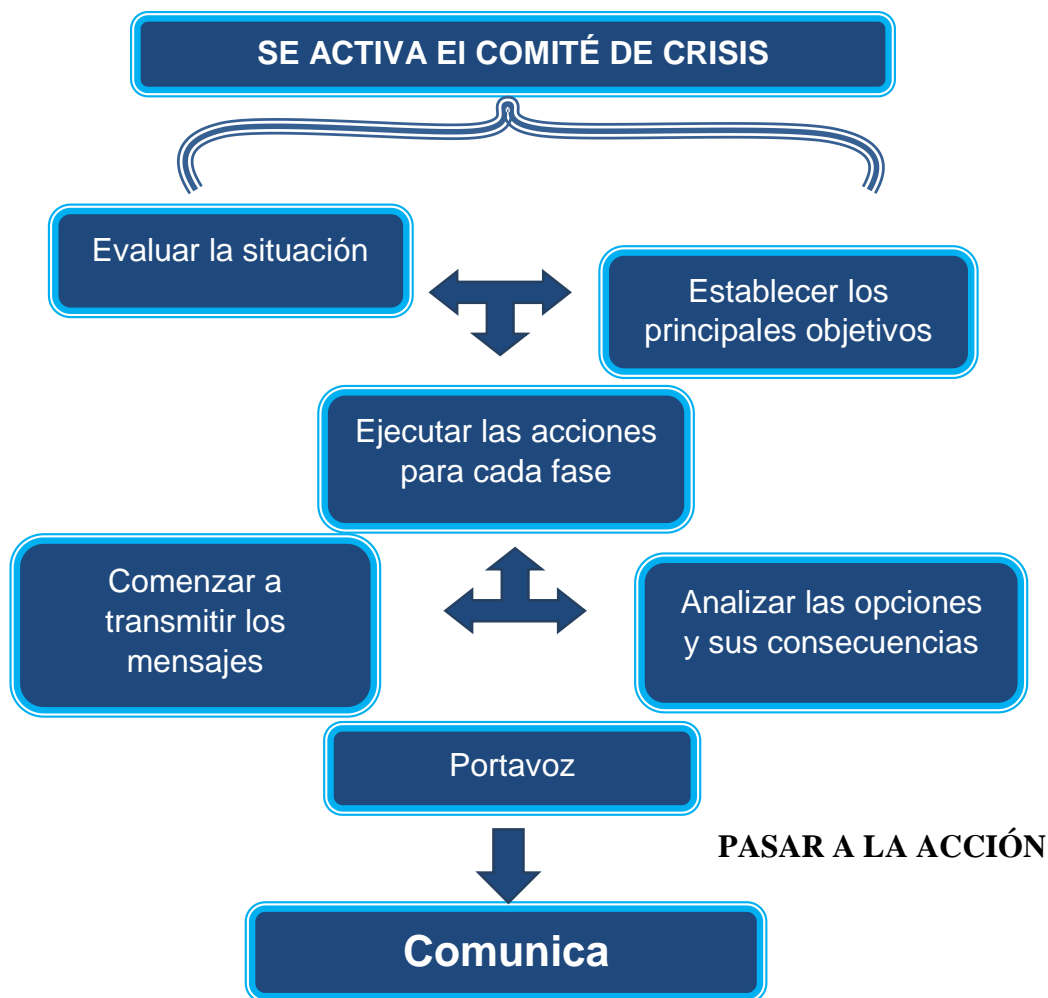 SE ACTIVA El COMITÉ DE CRISIS
Evaluar la situación
Establecer los
principales objetivos
Ejecutar las acciones
para cada fase
Comenzar a
transmitir los
mensajes
Analizar las opciones
y sus consecuencias
Portavoz
PASAR A LA ACCIÓN
Comunica